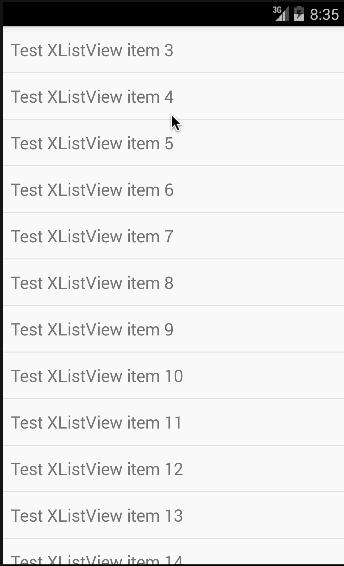 3G 8:35
Test XListView item 3
Test XListView item 4
Test XListView item 5
Test XListView item 6
Test XListView item 7
Test XListView item 8
Test XListView item 9
Test XListView item 10
Test XListView item 11
Test XListView item 12
Test XListView item 13
Test XListView item 14